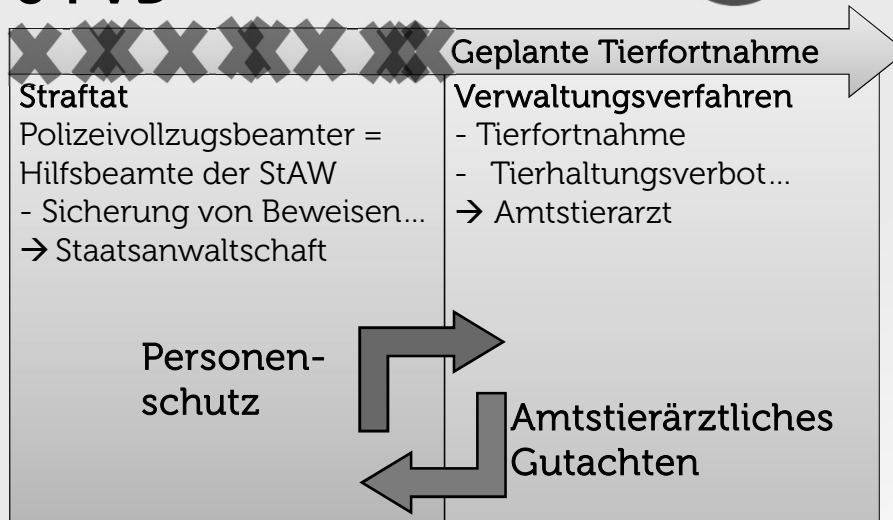 Geplante Tierfortnahme
Straftat
Polizeivollzugsbeamter =
Hilfsbeamte der StAW
- Sicherung von Beweisen...
→ Staatsanwaltschaft
Verwaltungsverfahren
- Tierfortnahme
- Tierhaltungsverbot...
→ Amtstierarzt
Personen-
schutz
Amtstierärztliches
Gutachten